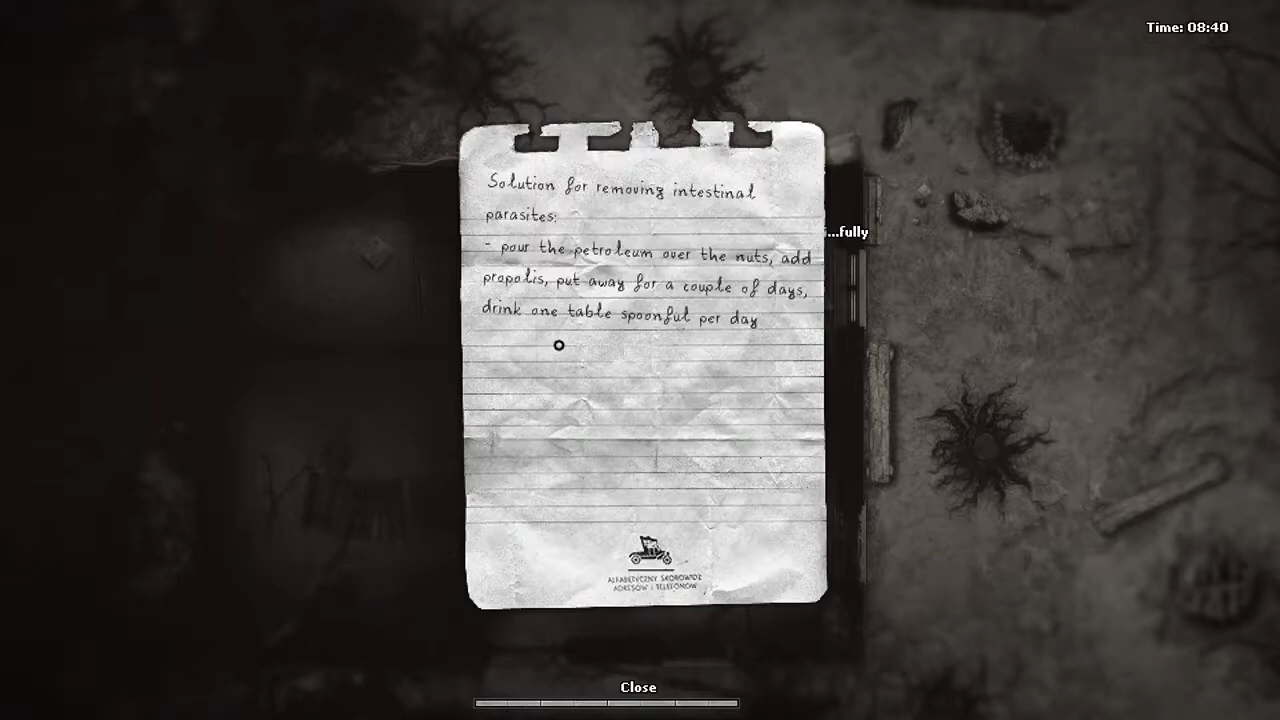 Time: 08:40
Solution for removing intestinal
parasites:
- pour the petroleum over the nuts, add
propolis, put away for a couple of days,
drink one table spoonful per day
...fully
ALFABETYCZNY SKOROWIDZ
ADRESÓW I TELEFONÓW
Close